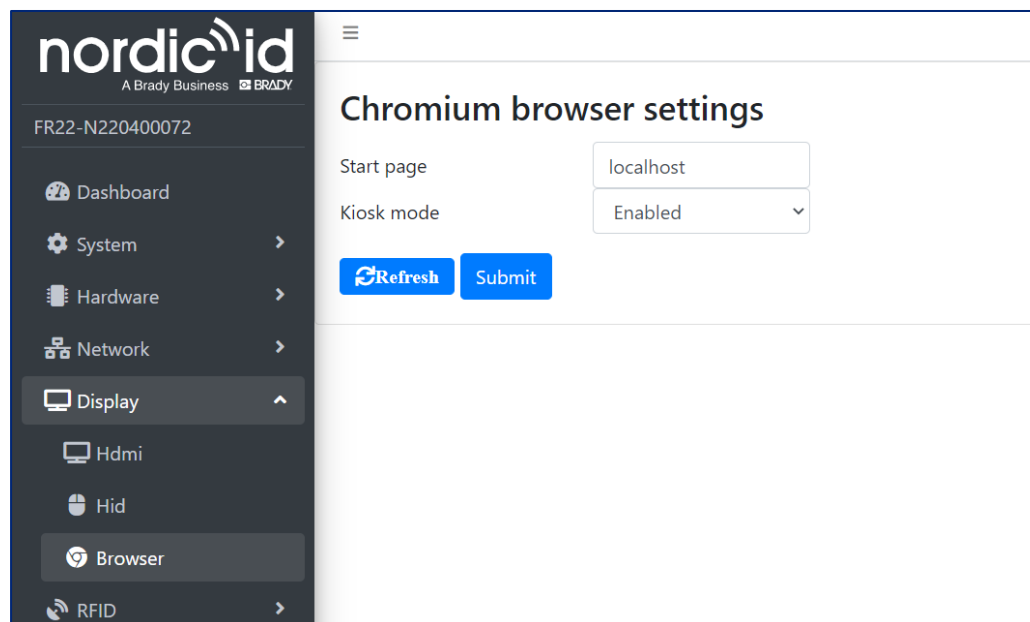 nordic id
A Brady Business BRADY
FR22-N220400072
Dashboard
System
Hardware
Network
Display
Hdmi
Hid
Browser
RFID
Chromium browser settings
Start page localhost
Kiosk mode Enabled
Refresh Submit